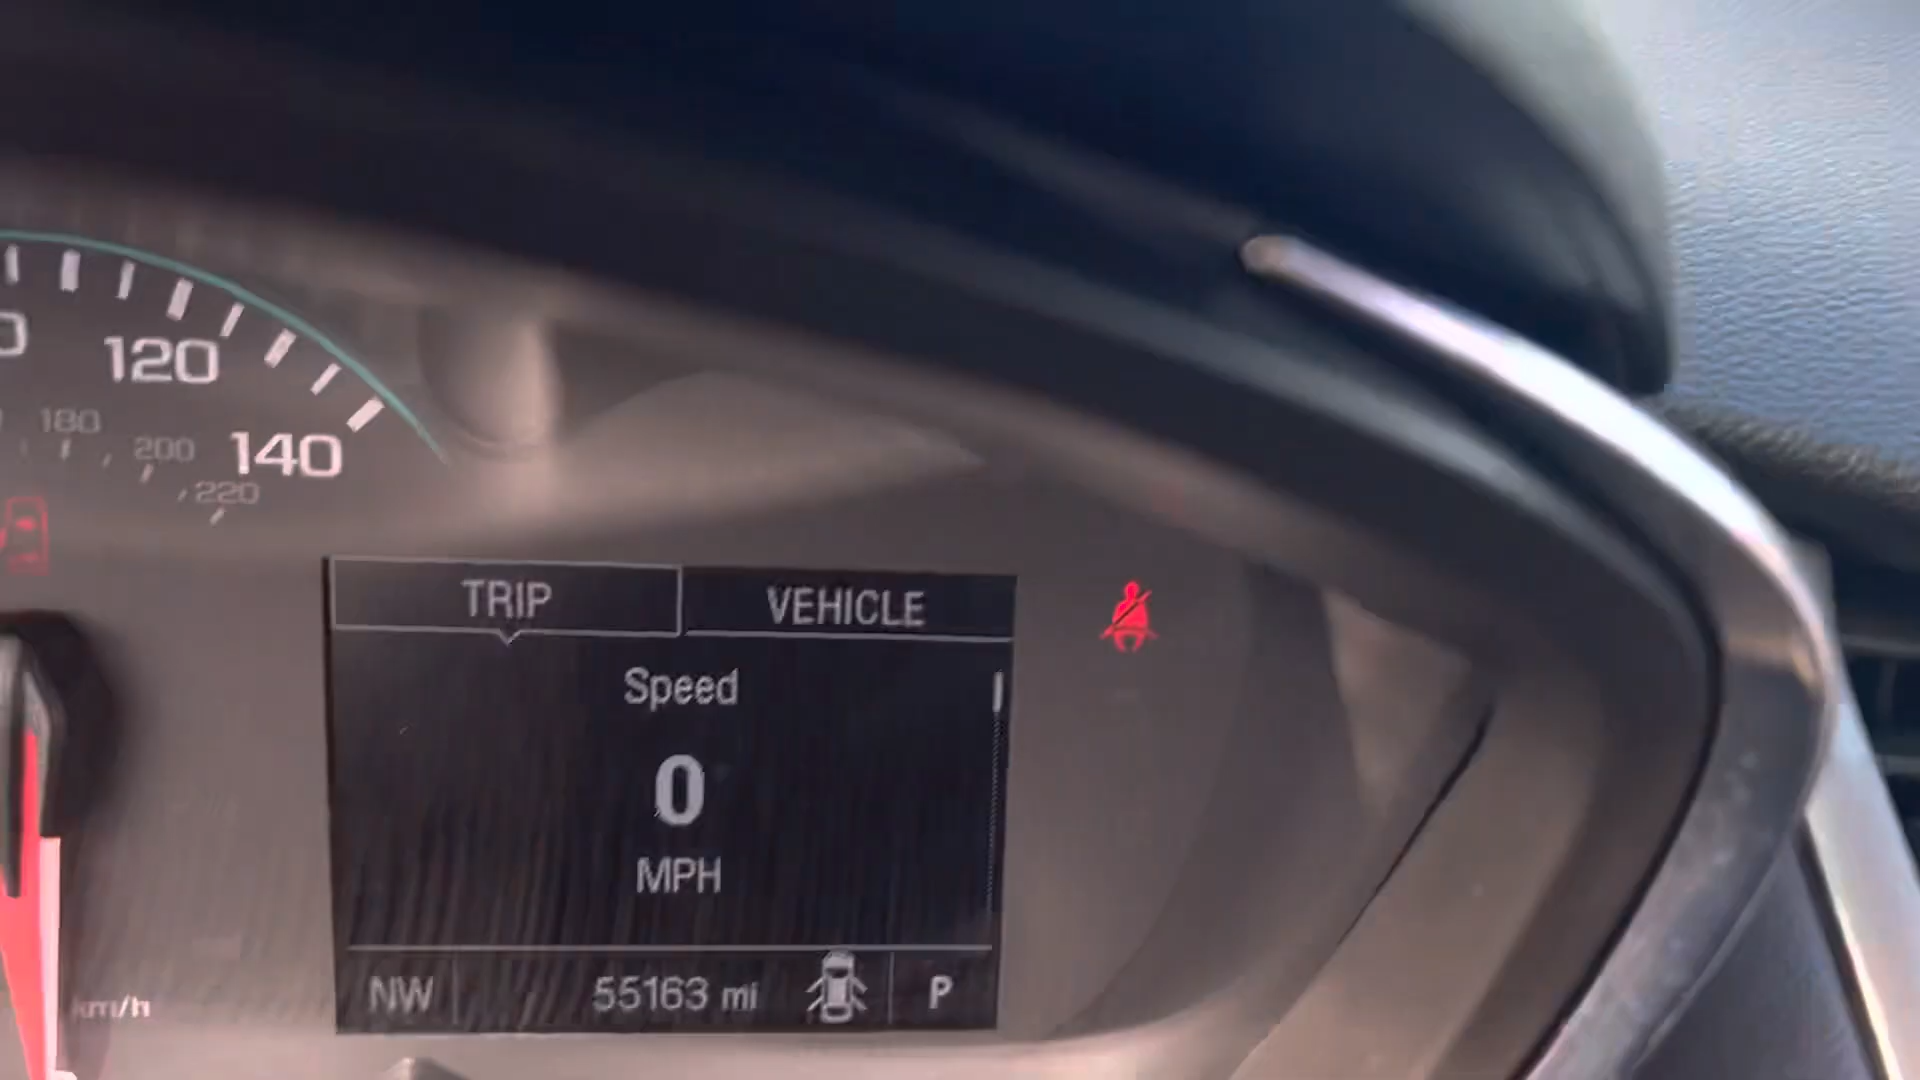 120
140
180
200
220
TRIP
VEHICLE
Speed
0
MPH
NW
55163 mi
P
km/h